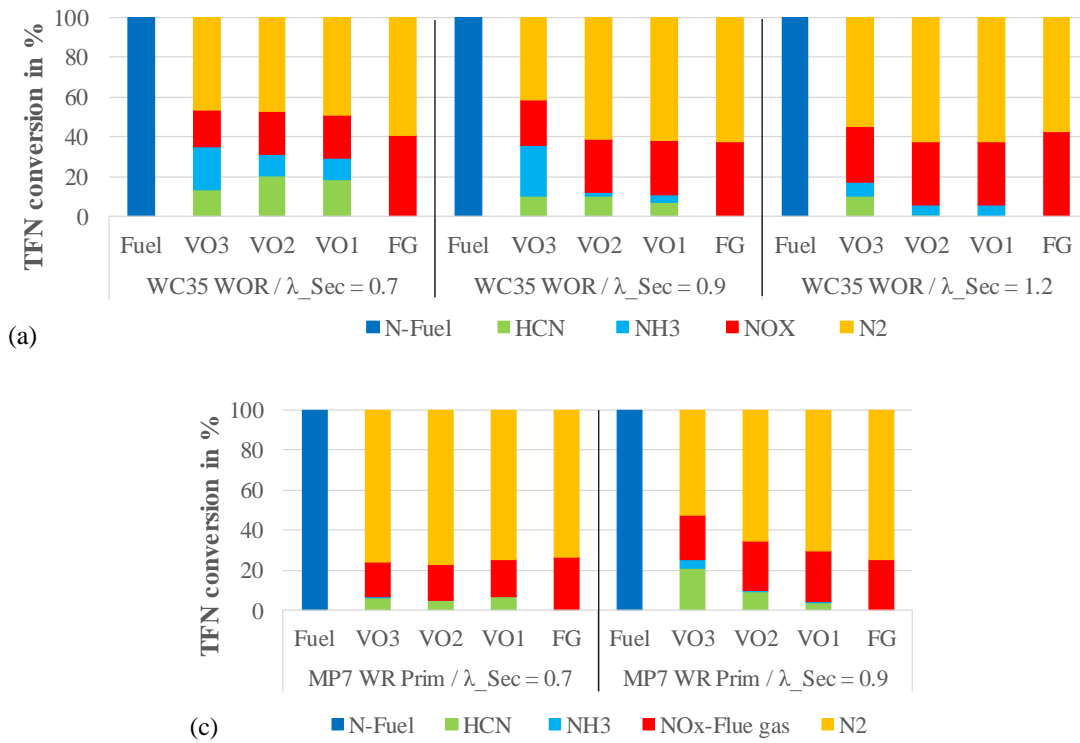 TFN conversion in %
100
80
60
40
20
0
Fuel VO3 VO2 VO1 FG Fuel VO3 VO2 VO1 FG Fuel VO3 VO2 VO1 FG
WC35 WOR / λ_Sec = 0.7 WC35 WOR / λ_Sec = 0.9 WC35 WOR / λ_Sec = 1.2
N-Fuel HCN NH3 NOX N2
(a)
TFN conversion in %
100
80
60
40
20
0
Fuel VO3 VO2 VO1 FG Fuel VO3 VO2 VO1 FG
MP7 WR Prim / λ_Sec = 0.7 MP7 WR Prim / λ_Sec = 0.9
(c)
N-Fuel HCN NH3 NOx-Flue gas N2